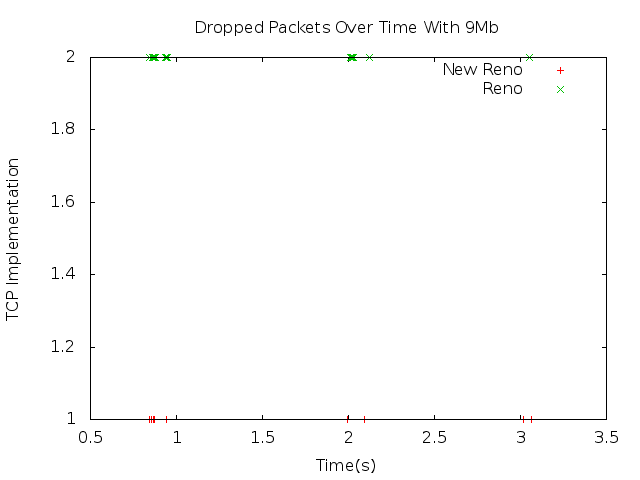 Dropped Packets Over Time With 9Mb
2
New Reno
Reno
1.8
1.6
TCP Implementation
1.4
1.2
1
0.5 1 1.5 2 2.5 3 3.5
Time(s)